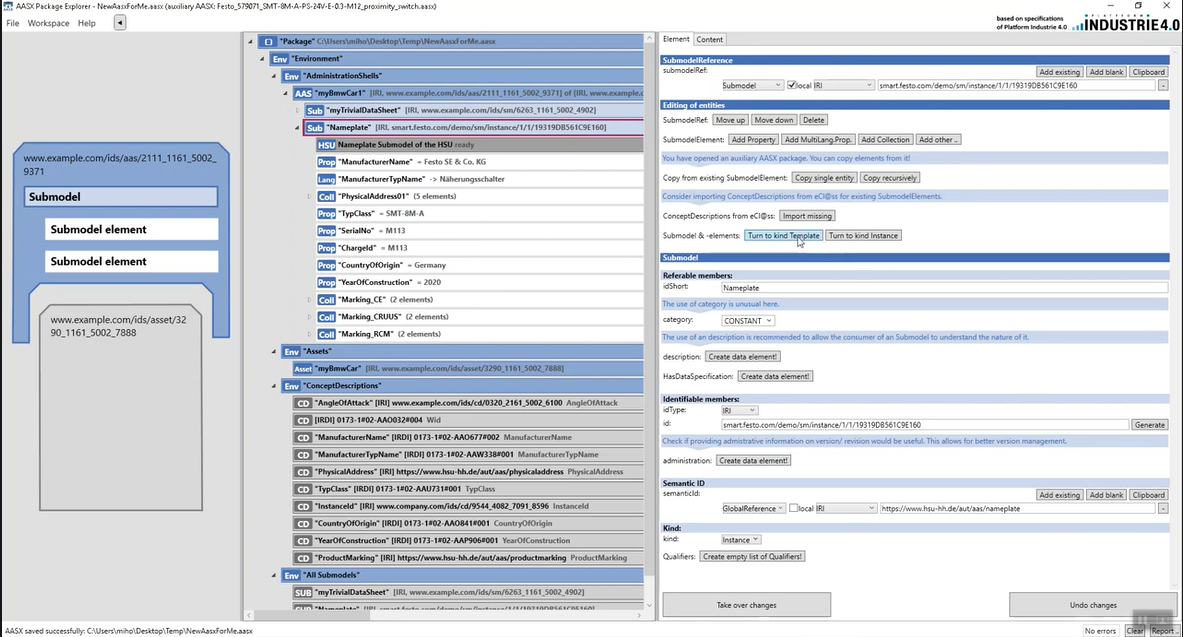 AASX Package Explorer - NewAasxForMe.aasx (auxiliary AASX: Festo_579071_SMT-8M-A-PS-24V-E-0.3-M12_proximity_switch.aasx)
File Workspace Help
based on specifications
of Platform Industrie 4.0
PLATTFORM
INDUSTRIE4.0
www.example.com/ids/aas/2111_1161_5002_
9371
Submodel
Submodel element
Submodel element
www.example.com/ids/asset/32
90_1161_5002_7888
"Package" C:\Users\miho\Desktop\Temp\NewAasxForMe.aasx
Env "Environment"
Env "AdministrationShells"
AAS "myBmwCar1" [IRI, www.example.com/ids/aas/2111_1161_5002_9371] of [IRI, www.example.c
Sub "myTrivialDataSheet" [IRI, www.example.com/ids/sm/6263_1161_5002_4902]
Sub "Nameplate" [IRI, smart.festo.com/demo/sm/instance/1/1/19319DB561C9E160]
HSU Nameplate Submodel of the HSU ready
Prop "ManufacturerName" = Festo SE & Co. KG
Lang "ManufacturerTypName" -> Näherungsschalter
Coll "PhysicalAddress01" (5 elements)
Prop "TypClass" = SMT-8M-A
Prop "SerialNo" = M113
Prop "ChargeId" = M113
Prop "CountryOfOrigin" = Germany
Prop "YearOfConstruction" = 2020
Coll "Marking_CE" (2 elements)
Coll "Marking_CRUUS" (2 elements)
Coll "Marking_RCM" (2 elements)
Env "Assets"
Asset "myBmwCar" [IRI, www.example.com/ids/asset/3290_1161_5002_7888]
Env "ConceptDescriptions"
CD "AngleOfAttack" [IRI] www.example.com/ids/cd/0320_2161_5002_6100 AngleOfAttack
CD [IRDI] 0173-1#02-AAO032#004 Wid
CD "ManufacturerName" [IRDI] 0173-1#02-AAO677#002 ManufacturerName
CD "ManufacturerTypName" [IRDI] 0173-1#02-AAW338#001 ManufacturerTypName
CD "PhysicalAddress" [IRI] https://www.hsu-hh.de/aut/aas/physicaladdress PhysicalAddress
CD "TypClass" [IRDI] 0173-1#02-AAU731#001 TypClass
CD "InstanceId" [IRI] www.company.com/ids/cd/9544_4082_7091_8596 InstanceId
CD "CountryOfOrigin" [IRDI] 0173-1#02-AAO841#001 CountryOfOrigin
CD "YearOfConstruction" [IRDI] 0173-1#02-AAP906#001 YearOfConstruction
CD "ProductMarking" [IRI] https://www.hsu-hh.de/aut/aas/productmarking ProductMarking
Env "All Submodels"
SUB "myTrivialDataSheet" [IRI, www.example.com/ids/sm/6263_1161_5002_4902]
SUB "Nameplate" [IRI, smart.festo.com/demo/sm/instance/1/1/19319DB561C9E160]
Element Content
SubmodelReference
submodelRef:
Add existing Add blank Clipboard
Submodel local IRI smart.festo.com/demo/sm/instance/1/1/19319DB561C9E160 -
Editing of entities
SubmodelRef: Move up Move down Delete
SubmodelElement: Add Property Add MultiLang.Prop. Add Collection Add other ..
You have opened an auxiliary AASX package. You can copy elements from it!
Copy from existing SubmodelElement: Copy single entity Copy recursively
Consider importing ConceptDescriptions from eCl@ss for existing SubmodelElements.
ConceptDescriptions from eCl@ss: Import missing
Submodel & -elements: Turn to kind Template Turn to kind Instance
Submodel
Referable members:
idShort: Nameplate
The use of category is unusual here.
category: CONSTANT
The use of an description is recommended to allow the consumer of an Submodel to understand the nature of it.
description: Create data element!
HasDataSpecification: Create data element!
Identifiable members:
idType: IRI
id: smart.festo.com/demo/sm/instance/1/1/19319DB561C9E160 Generate
Check if providing admistrative information on version/ revision would be useful. This allows for better version management.
administration: Create data element!
Semantic ID
semanticId:
Add existing Add blank Clipboard
GlobalReference local IRI https://www.hsu-hh.de/aut/aas/nameplate -
Kind:
kind: Instance
Qualifiers: Create empty list of Qualifiers!
Take over changes Undo changes
AASX saved successfully: C:\Users\miho\Desktop\Temp\NewAasxForMe.aasx
No errors Clear Report..